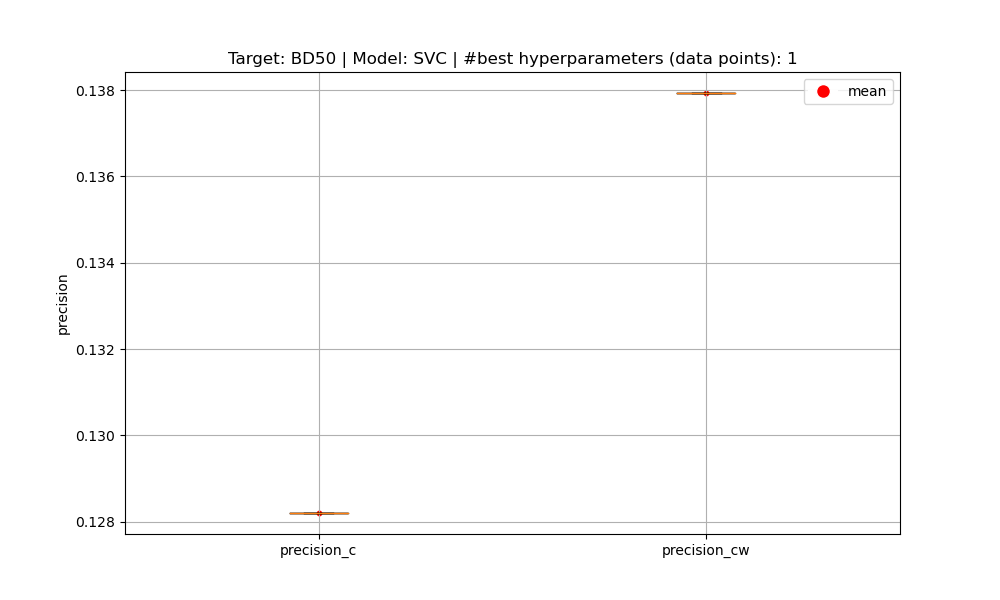 Target: BD50 | Model: SVC | #best hyperparameters (data points): 1
mean
precision
0.138
0.136
0.134
0.132
0.130
0.128
precision_c
precision_cw